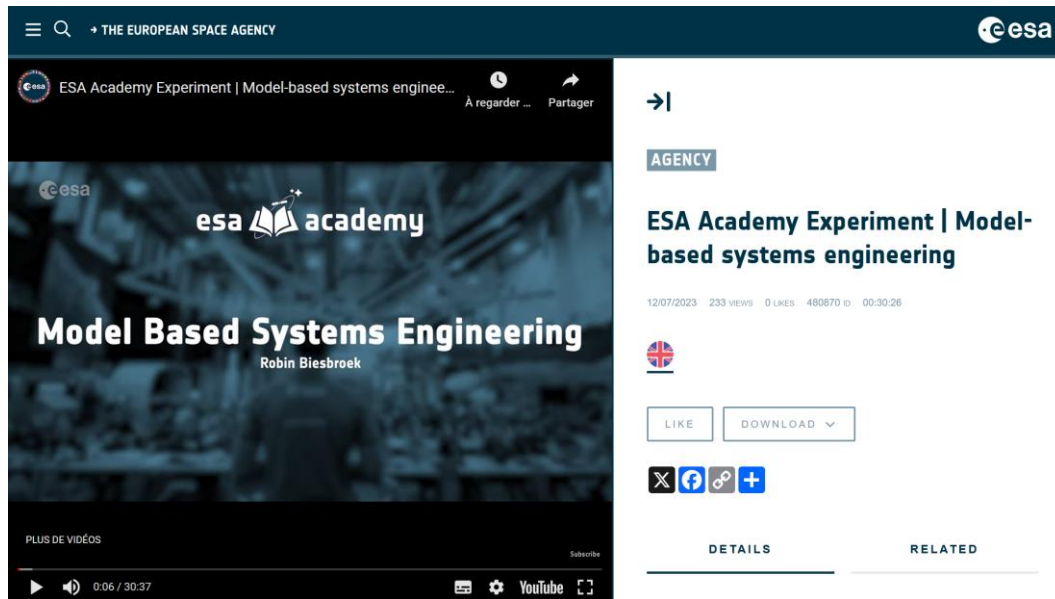 → THE EUROPEAN SPACE AGENCY
esa
esa
ESA Academy Experiment | Model-based systems enginee...
À regarder ...
Partager
esa
esa academy
Model Based Systems Engineering
Robin Biesbroek
PLUS DE VIDÉOS
Subscribe
0:06 / 30:37
YouTube
AGENCY
ESA Academy Experiment | Model-
based systems engineering
12/07/2023 233 VIEWS 0 LIKES 480870 ID 00:30:26
LIKE
DOWNLOAD
DETAILS
RELATED